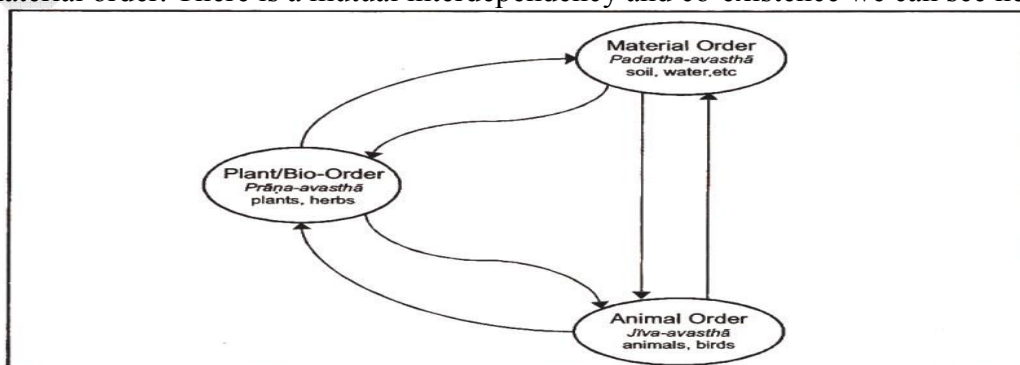 material order. There is a mutual interdependency and co-existence we can see he
Material Order
Padartha-avasthā
soil, water,etc
Plant/Bio-Order
Prāṇa-avasthā
plants, herbs
Animal Order
Jīva-avasthā
animals, birds